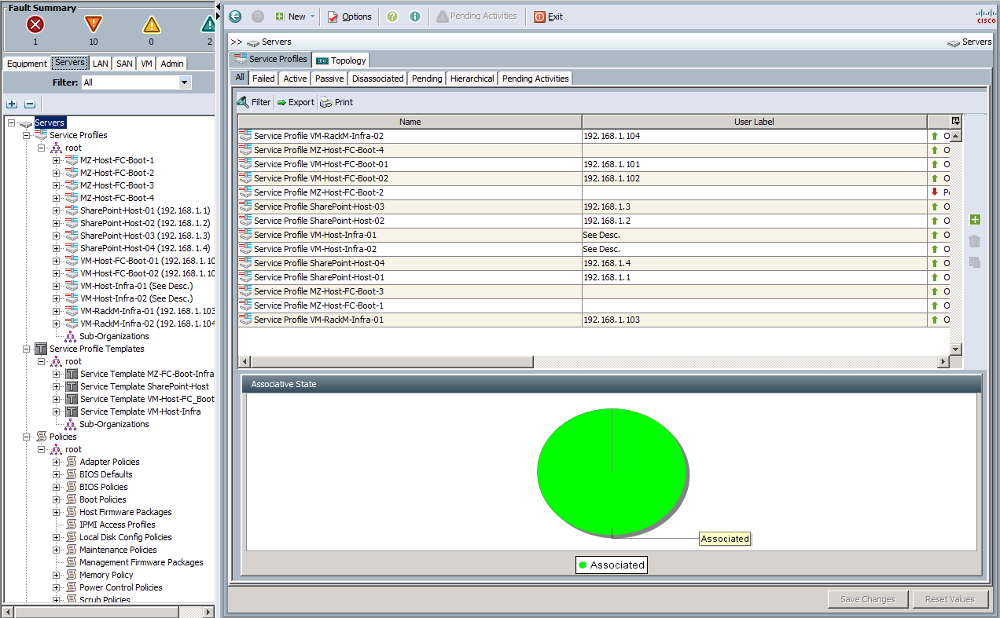 Fault Summary
1 10 0 2
Equipment Servers LAN SAN VM Admin
Filter: All
Servers
Service Profiles
root
MZ-Host-FC-Boot-1
MZ-Host-FC-Boot-2
MZ-Host-FC-Boot-3
MZ-Host-FC-Boot-4
SharePoint-Host-01 (192.168.1.1)
SharePoint-Host-02 (192.168.1.2)
SharePoint-Host-03 (192.168.1.3)
SharePoint-Host-04 (192.168.1.4)
VM-Host-FC-Boot-01 (192.168.1.10
VM-Host-FC-Boot-02 (192.168.1.10
VM-Host-Infra-01 (See Desc.)
VM-Host-Infra-02 (See Desc.)
VM-RackM-Infra-01 (192.168.1.103
VM-RackM-Infra-02 (192.168.1.104
Sub-Organizations
Service Profile Templates
root
Service Template MZ-FC-Boot-Infra
Service Template SharePoint-Host
Service Template VM-Host-FC_Boot
Service Template VM-Host-Infra
Sub-Organizations
Policies
root
Adapter Policies
BIOS Defaults
BIOS Policies
Boot Policies
Host Firmware Packages
IPMI Access Profiles
Local Disk Config Policies
Maintenance Policies
Management Firmware Packages
Memory Policy
Power Control Policies
Scrub Policies
New Options Pending Activities Exit
CISCO
>> Servers Servers
Service Profiles Topology
All Failed Active Passive Disassociated Pending Hierarchical Pending Activities
Filter Export Print
Name User Label
Service Profile VM-RackM-Infra-02 192.168.1.104 O
Service Profile MZ-Host-FC-Boot-4 O
Service Profile VM-Host-FC-Boot-01 192.168.1.101 O
Service Profile VM-Host-FC-Boot-02 192.168.1.102 O
Service Profile MZ-Host-FC-Boot-2 P
Service Profile SharePoint-Host-03 192.168.1.3 O
Service Profile SharePoint-Host-02 192.168.1.2 O
Service Profile VM-Host-Infra-01 See Desc. O
Service Profile VM-Host-Infra-02 See Desc. O
Service Profile SharePoint-Host-04 192.168.1.4 O
Service Profile SharePoint-Host-01 192.168.1.1 O
Service Profile MZ-Host-FC-Boot-3 O
Service Profile MZ-Host-FC-Boot-1 O
Service Profile VM-RackM-Infra-01 192.168.1.103 O
Associative State
Associated
Associated
Save Changes Reset Values